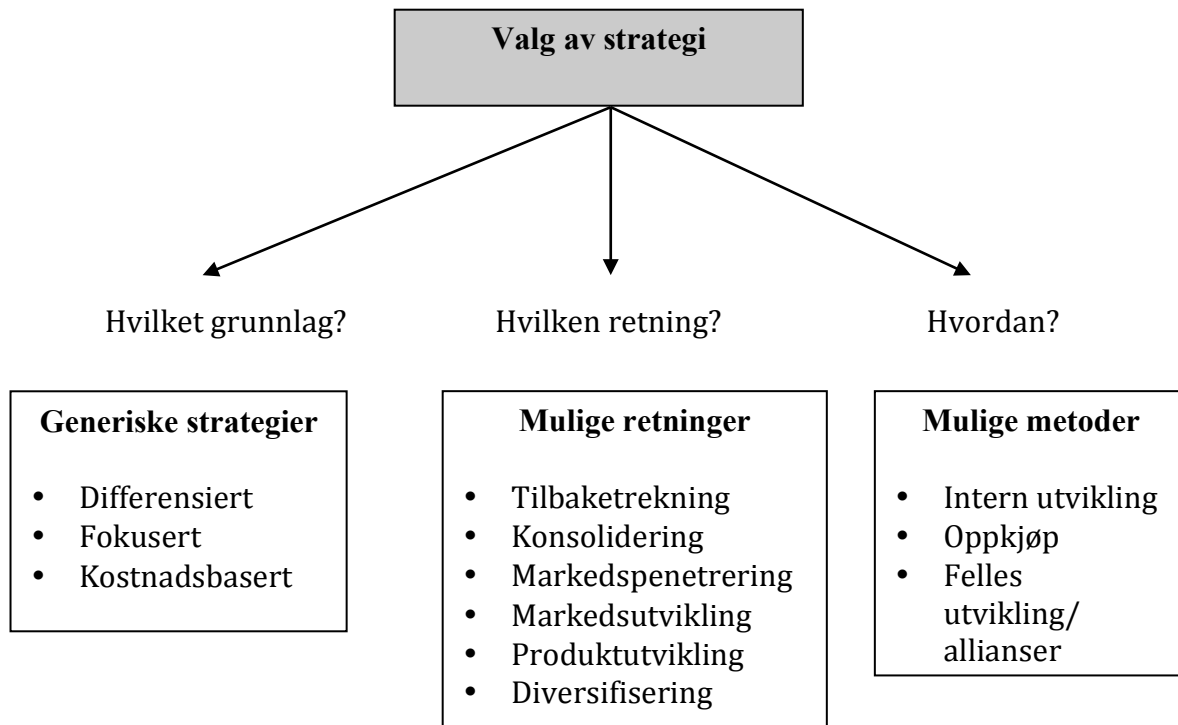 Valg av strategi
Hvilket grunnlag?
Hvilken retning?
Hvordan?
Generiske strategier
• Differensiert
• Fokusert
• Kostnadsbasert
Mulige retninger
• Tilbaketrekning
• Konsolidering
• Markedspenetrering
• Markedsutvikling
• Produktutvikling
• Diversifisering
Mulige metoder
• Intern utvikling
• Oppkjøp
• Felles
utvikling/
allianser